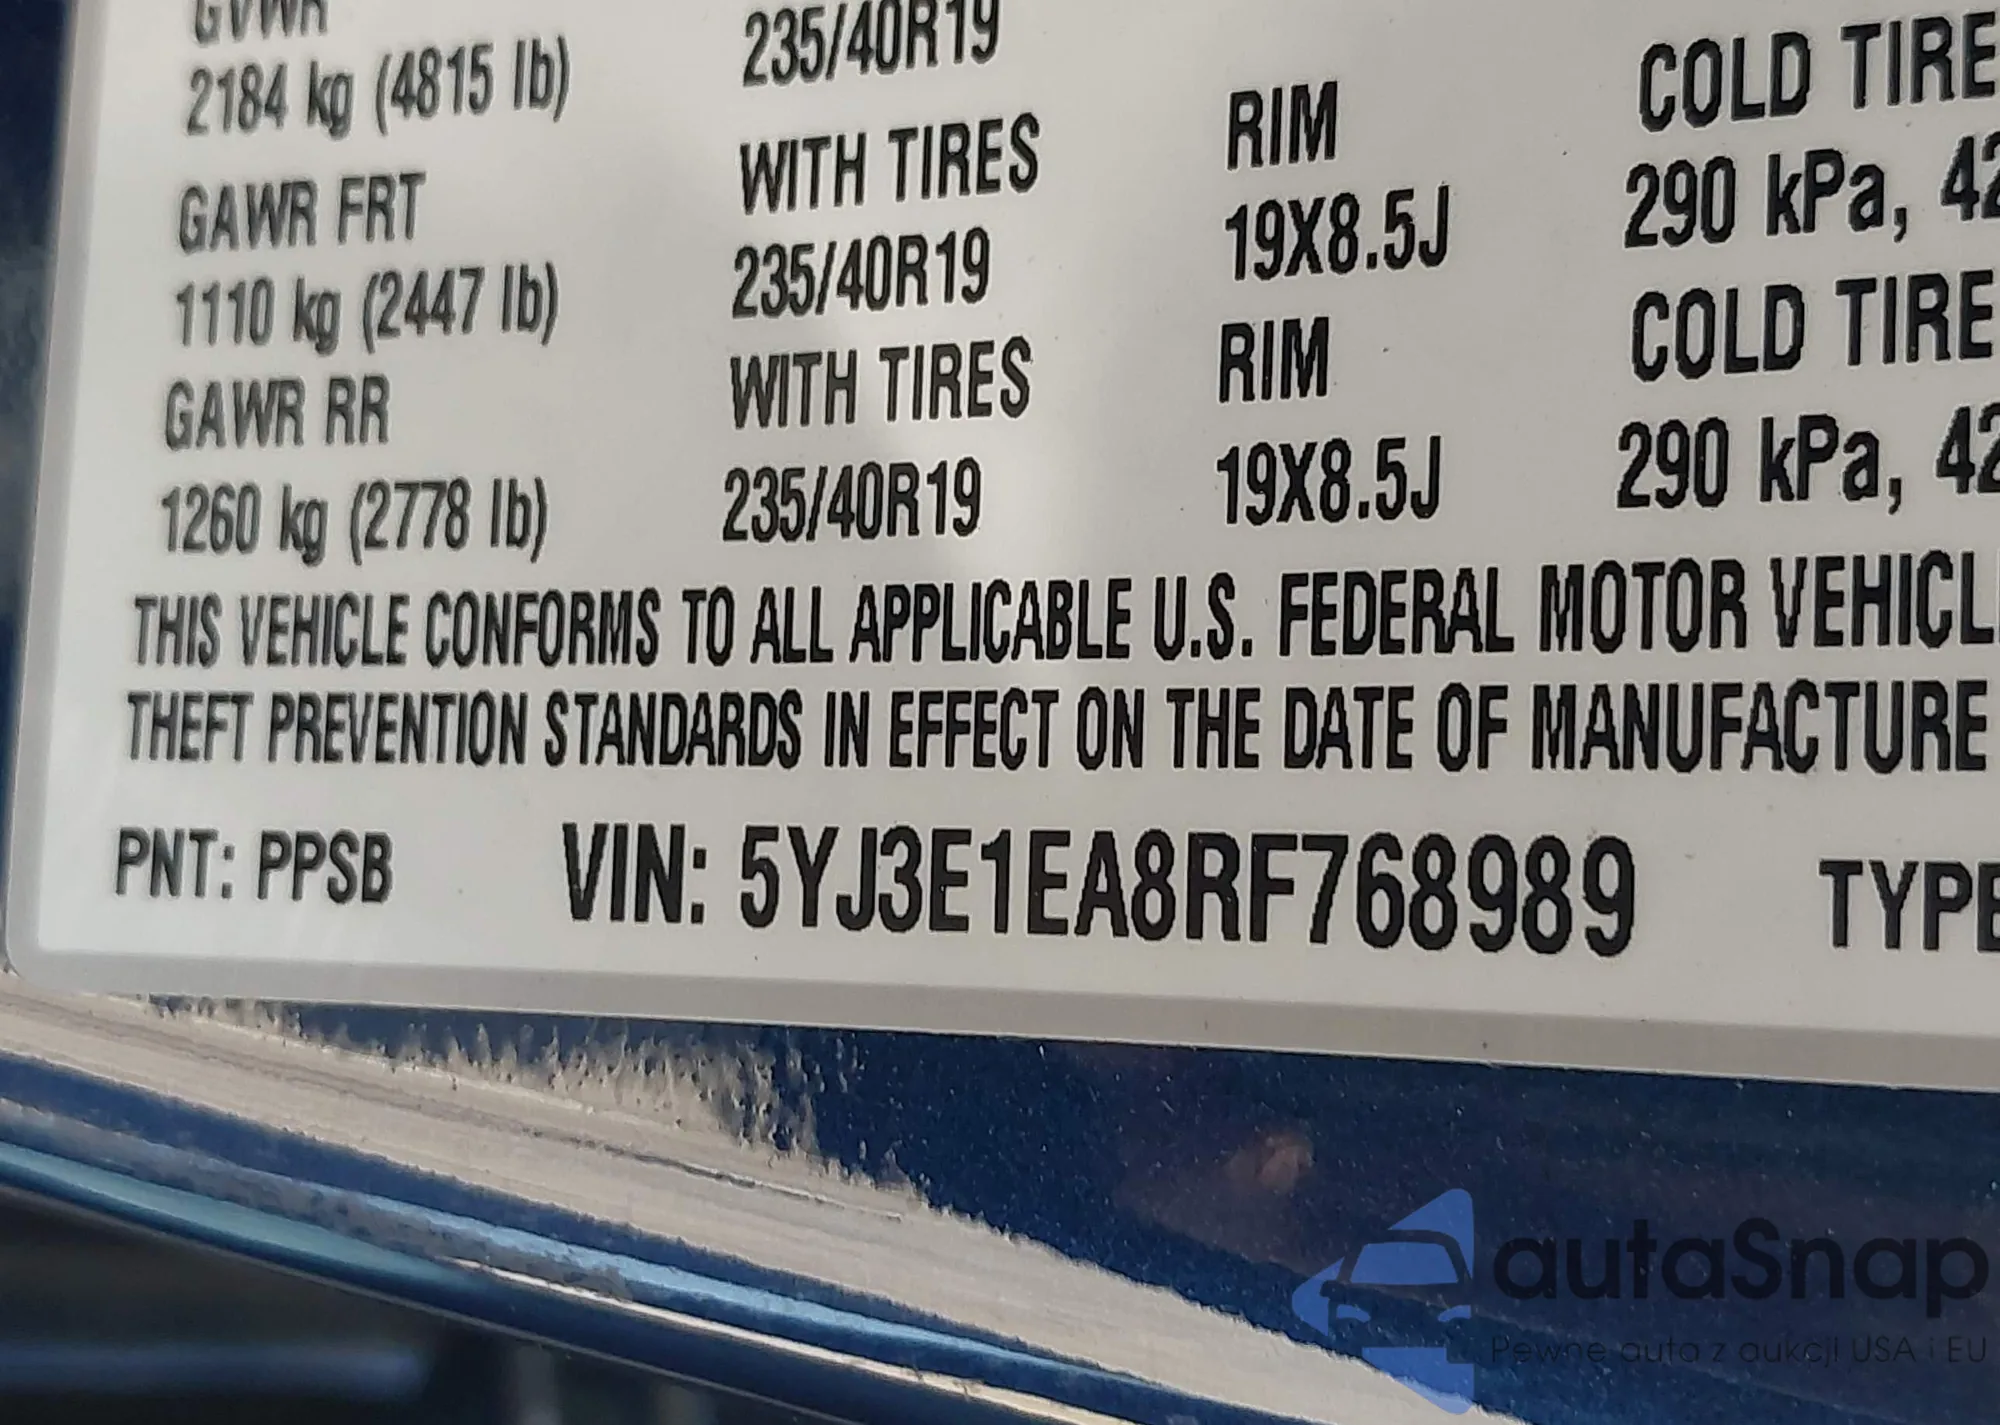 GVWR 235/40R19
2184 kg (4815 lb)
WITH TIRES RIM COLD TIRE
GAWR FRT 235/40R19 19X8.5J 290 kPa, 42
1110 kg (2447 lb)
WITH TIRES RIM COLD TIRE
GAWR RR 235/40R19 19X8.5J 290 kPa, 42
1260 kg (2778 lb)
THIS VEHICLE CONFORMS TO ALL APPLICABLE U.S. FEDERAL MOTOR VEHICL
THEFT PREVENTION STANDARDS IN EFFECT ON THE DATE OF MANUFACTURE
PNT: PPSB VIN: 5YJ3E1EA8RF768989 TYPE
autaSnap
Pewne auta z aukcji USA i EU